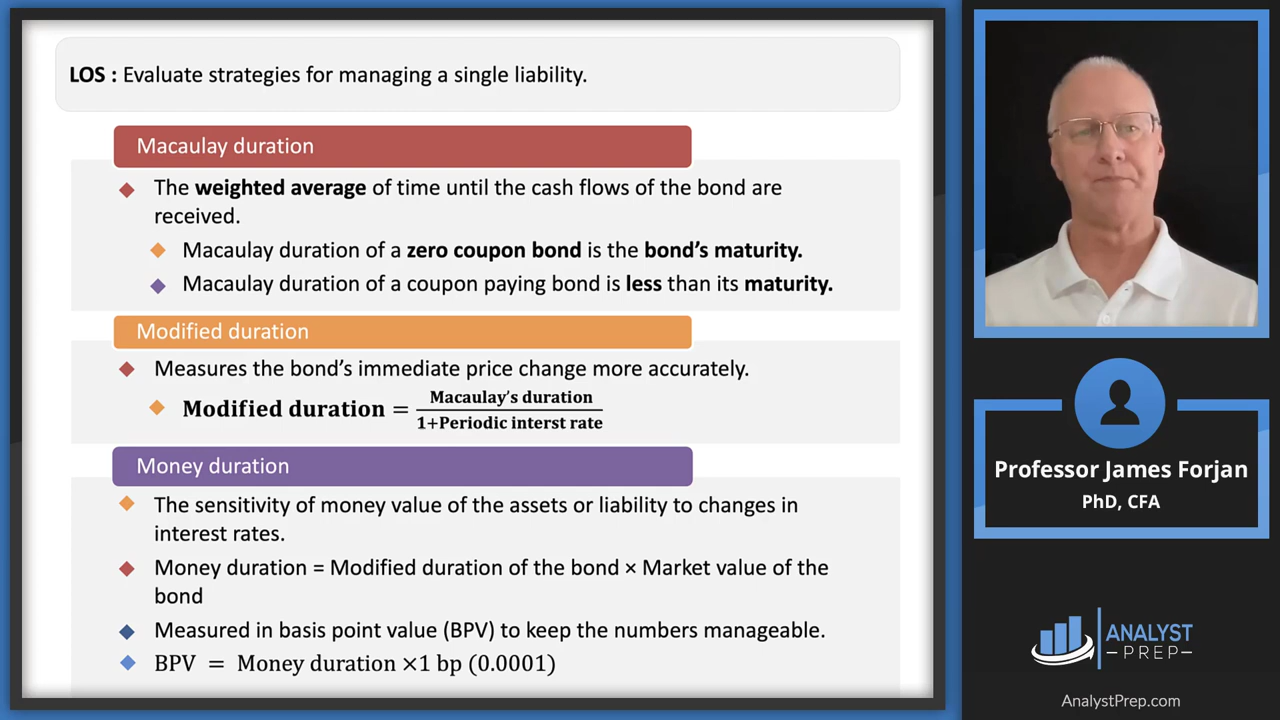 LOS : Evaluate strategies for managing a single liability.
Macaulay duration
The weighted average of time until the cash flows of the bond are
received.
Macaulay duration of a zero coupon bond is the bond’s maturity.
Macaulay duration of a coupon paying bond is less than its maturity.
Modified duration
Measures the bond’s immediate price change more accurately.
Modified duration = Macaulay’s duration / 1+Periodic interst rate
Money duration
The sensitivity of money value of the assets or liability to changes in
interest rates.
Money duration = Modified duration of the bond × Market value of the
bond
Measured in basis point value (BPV) to keep the numbers manageable.
BPV = Money duration ×1 bp (0.0001)
Professor James Forjan
PhD, CFA
ANALYST
PREP
AnalystPrep.com